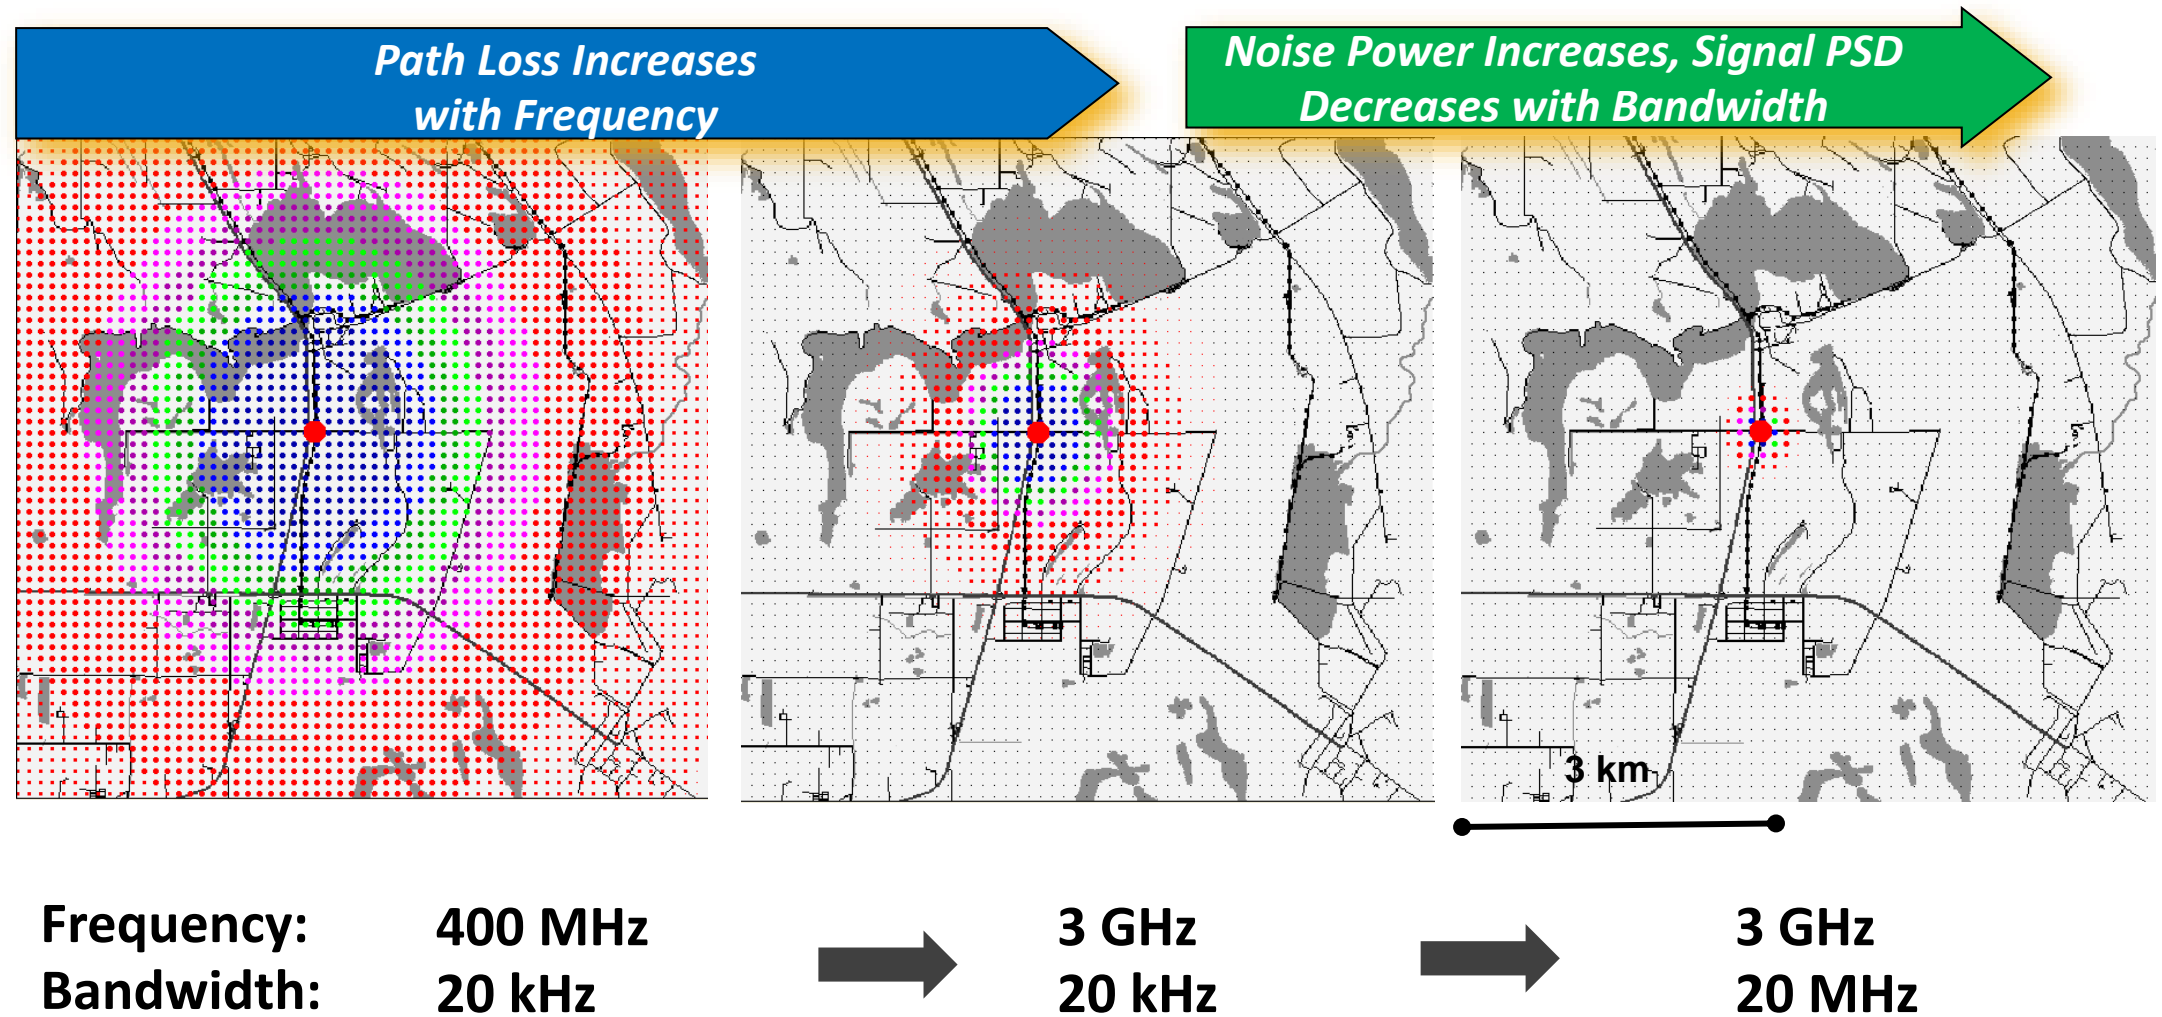 Path Loss Increases
with Frequency
Noise Power Increases, Signal PSD
Decreases with Bandwidth
3 km
Frequency: 400 MHz 3 GHz 3 GHz
Bandwidth: 20 kHz 20 kHz 20 MHz